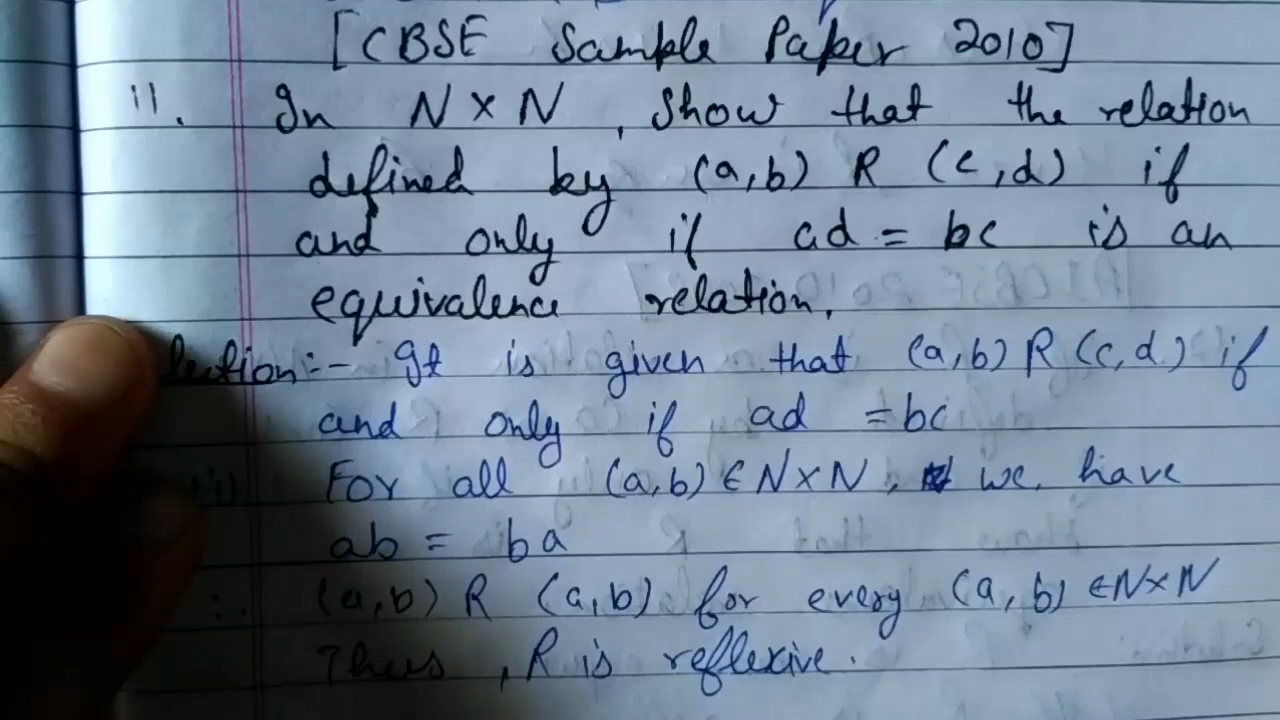 [CBSE Sample Paper 2010]
11. In N×N, Show that the relation
defined by (a,b) R (c,d) if
and only if ad = bc is an
equivalence relation.
lution:- It is given that (a,b) R (c,d) if
and only if ad = bc
(i) For all (a,b) ∈ N×N, we have
ab = ba
∴ (a,b) R (a,b) for every (a,b) ∈ N×N
Thus, R is reflexive.